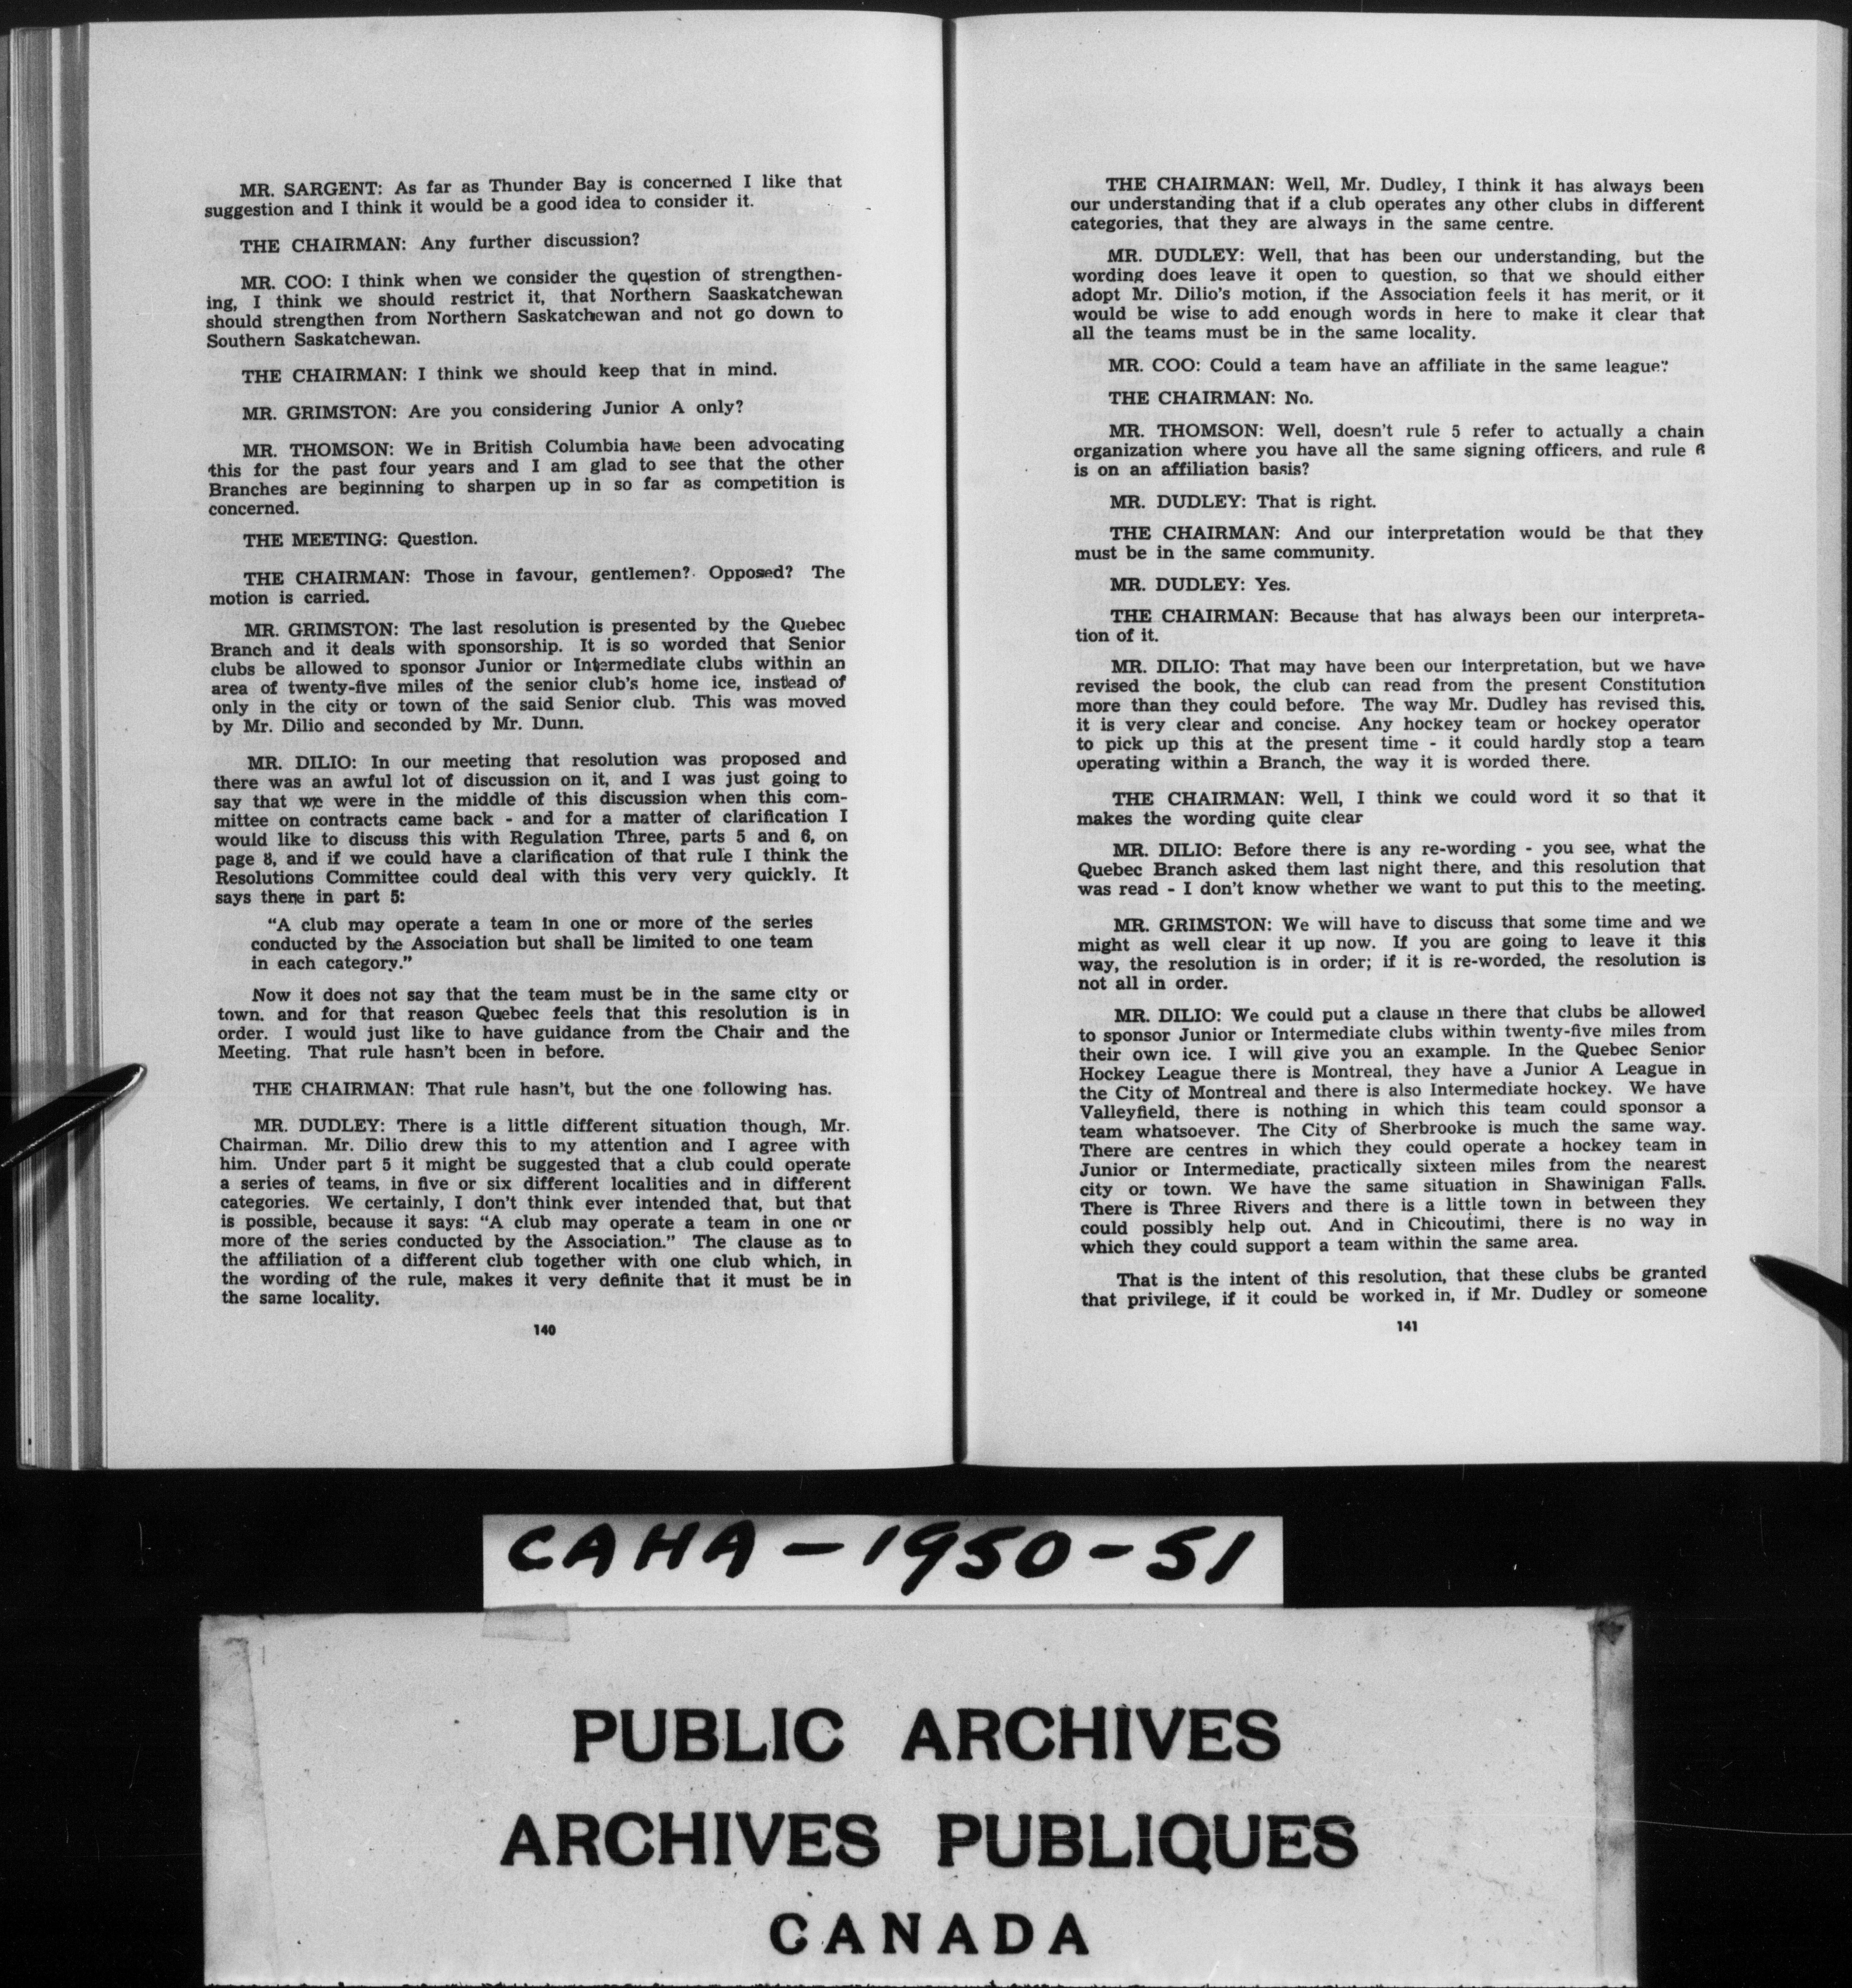 MR. SARGENT: As far as Thunder Bay is concerned I like that
suggestion and I think it would be a good idea to consider it.
THE CHAIRMAN: Any further discussion?
MR. COO: I think when we consider the question of strengthen-
ing, I think we should restrict it, that Northern Saaskatchewan
should strengthen from Northern Saskatchewan and not go down to
Southern Saskatchewan.
THE CHAIRMAN: I think we should keep that in mind.
MR. GRIMSTON: Are you considering Junior A only?
MR. THOMSON: We in British Columbia have been advocating
this for the past four years and I am glad to see that the other
Branches are beginning to sharpen up in so far as competition is
concerned.
THE MEETING: Question.
THE CHAIRMAN: Those in favour, gentlemen? Opposed? The
motion is carried.
MR. GRIMSTON: The last resolution is presented by the Quebec
Branch and it deals with sponsorship. It is so worded that Senior
clubs be allowed to sponsor Junior or Intermediate clubs within an
area of twenty-five miles of the senior club's home ice, instead of
only in the city or town of the said Senior club. This was moved
by Mr. Dilio and seconded by Mr. Dunn.
MR. DILIO: In our meeting that resolution was proposed and
there was an awful lot of discussion on it, and I was just going to
say that we were in the middle of this discussion when this com-
mittee on contracts came back - and for a matter of clarification I
would like to discuss this with Regulation Three, parts 5 and 6, on
page 8, and if we could have a clarification of that rule I think the
Resolutions Committee could deal with this very very quickly. It
says there in part 5:
"A club may operate a team in one or more of the series
conducted by the Association but shall be limited to one team
in each category."
Now it does not say that the team must be in the same city or
town. and for that reason Quebec feels that this resolution is in
order. I would just like to have guidance from the Chair and the
Meeting. That rule hasn't been in before.
THE CHAIRMAN: That rule hasn't, but the one following has.
MR. DUDLEY: There is a little different situation though, Mr.
Chairman. Mr. Dilio drew this to my attention and I agree with
him. Under part 5 it might be suggested that a club could operate
a series of teams, in five or six different localities and in different
categories. We certainly, I don't think ever intended that, but that
is possible, because it says: "A club may operate a team in one or
more of the series conducted by the Association." The clause as to
the affiliation of a different club together with one club which, in
the wording of the rule, makes it very definite that it must be in
the same locality.
140
THE CHAIRMAN: Well, Mr. Dudley, I think it has always been
our understanding that if a club operates any other clubs in different
categories, that they are always in the same centre.
MR. DUDLEY: Well, that has been our understanding, but the
wording does leave it open to question, so that we should either
adopt Mr. Dilio's motion, if the Association feels it has merit, or it
would be wise to add enough words in here to make it clear that
all the teams must be in the same locality.
MR. COO: Could a team have an affiliate in the same league?
THE CHAIRMAN: No.
MR. THOMSON: Well, doesn't rule 5 refer to actually a chain
organization where you have all the same signing officers, and rule 6
is on an affiliation basis?
MR. DUDLEY: That is right.
THE CHAIRMAN: And our interpretation would be that they
must be in the same community.
MR. DUDLEY: Yes.
THE CHAIRMAN: Because that has always been our interpreta-
tion of it.
MR. DILIO: That may have been our interpretation, but we have
revised the book, the club can read from the present Constitution
more than they could before. The way Mr. Dudley has revised this,
it is very clear and concise. Any hockey team or hockey operator
to pick up this at the present time - it could hardly stop a team
operating within a Branch, the way it is worded there.
THE CHAIRMAN: Well, I think we could word it so that it
makes the wording quite clear
MR. DILIO: Before there is any re-wording - you see, what the
Quebec Branch asked them last night there, and this resolution that
was read - I don't know whether we want to put this to the meeting.
MR. GRIMSTON: We will have to discuss that some time and we
might as well clear it up now. If you are going to leave it this
way, the resolution is in order; if it is re-worded, the resolution is
not all in order.
MR. DILIO: We could put a clause in there that clubs be allowed
to sponsor Junior or Intermediate clubs within twenty-five miles from
their own ice. I will give you an example. In the Quebec Senior
Hockey League there is Montreal, they have a Junior A League in
the City of Montreal and there is also Intermediate hockey. We have
Valleyfield, there is nothing in which this team could sponsor a
team whatsoever. The City of Sherbrooke is much the same way.
There are centres in which they could operate a hockey team in
Junior or Intermediate, practically sixteen miles from the nearest
city or town. We have the same situation in Shawinigan Falls.
There is Three Rivers and there is a little town in between they
could possibly help out. And in Chicoutimi, there is no way in
which they could support a team within the same area.
That is the intent of this resolution, that these clubs be granted
that privilege, if it could be worked in, if Mr. Dudley or someone
141
CAHA - 1950-51
PUBLIC ARCHIVES
ARCHIVES PUBLIQUES
CANADA